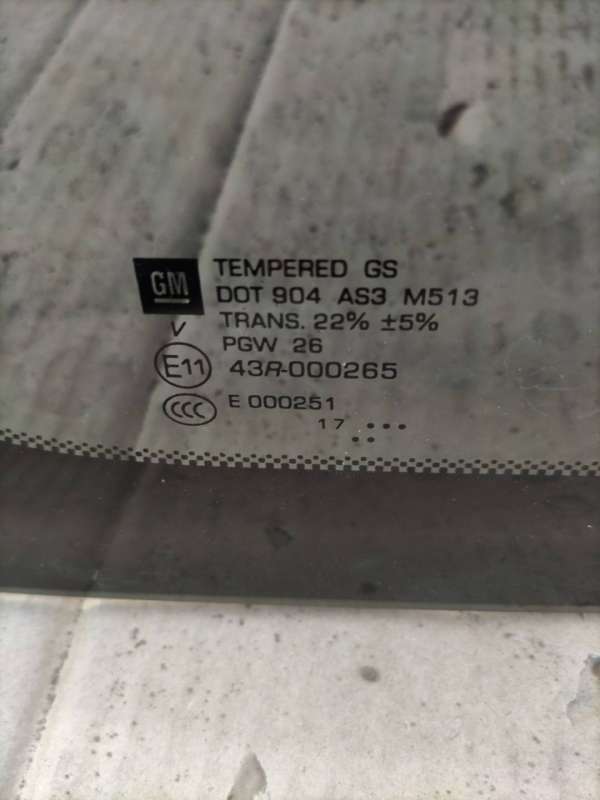 GM TEMPERED GS
DOT 904 AS3 M513
TRANS. 22% ±5%
V
PGW 26
E11 43R-000265
CCC E 000251
17